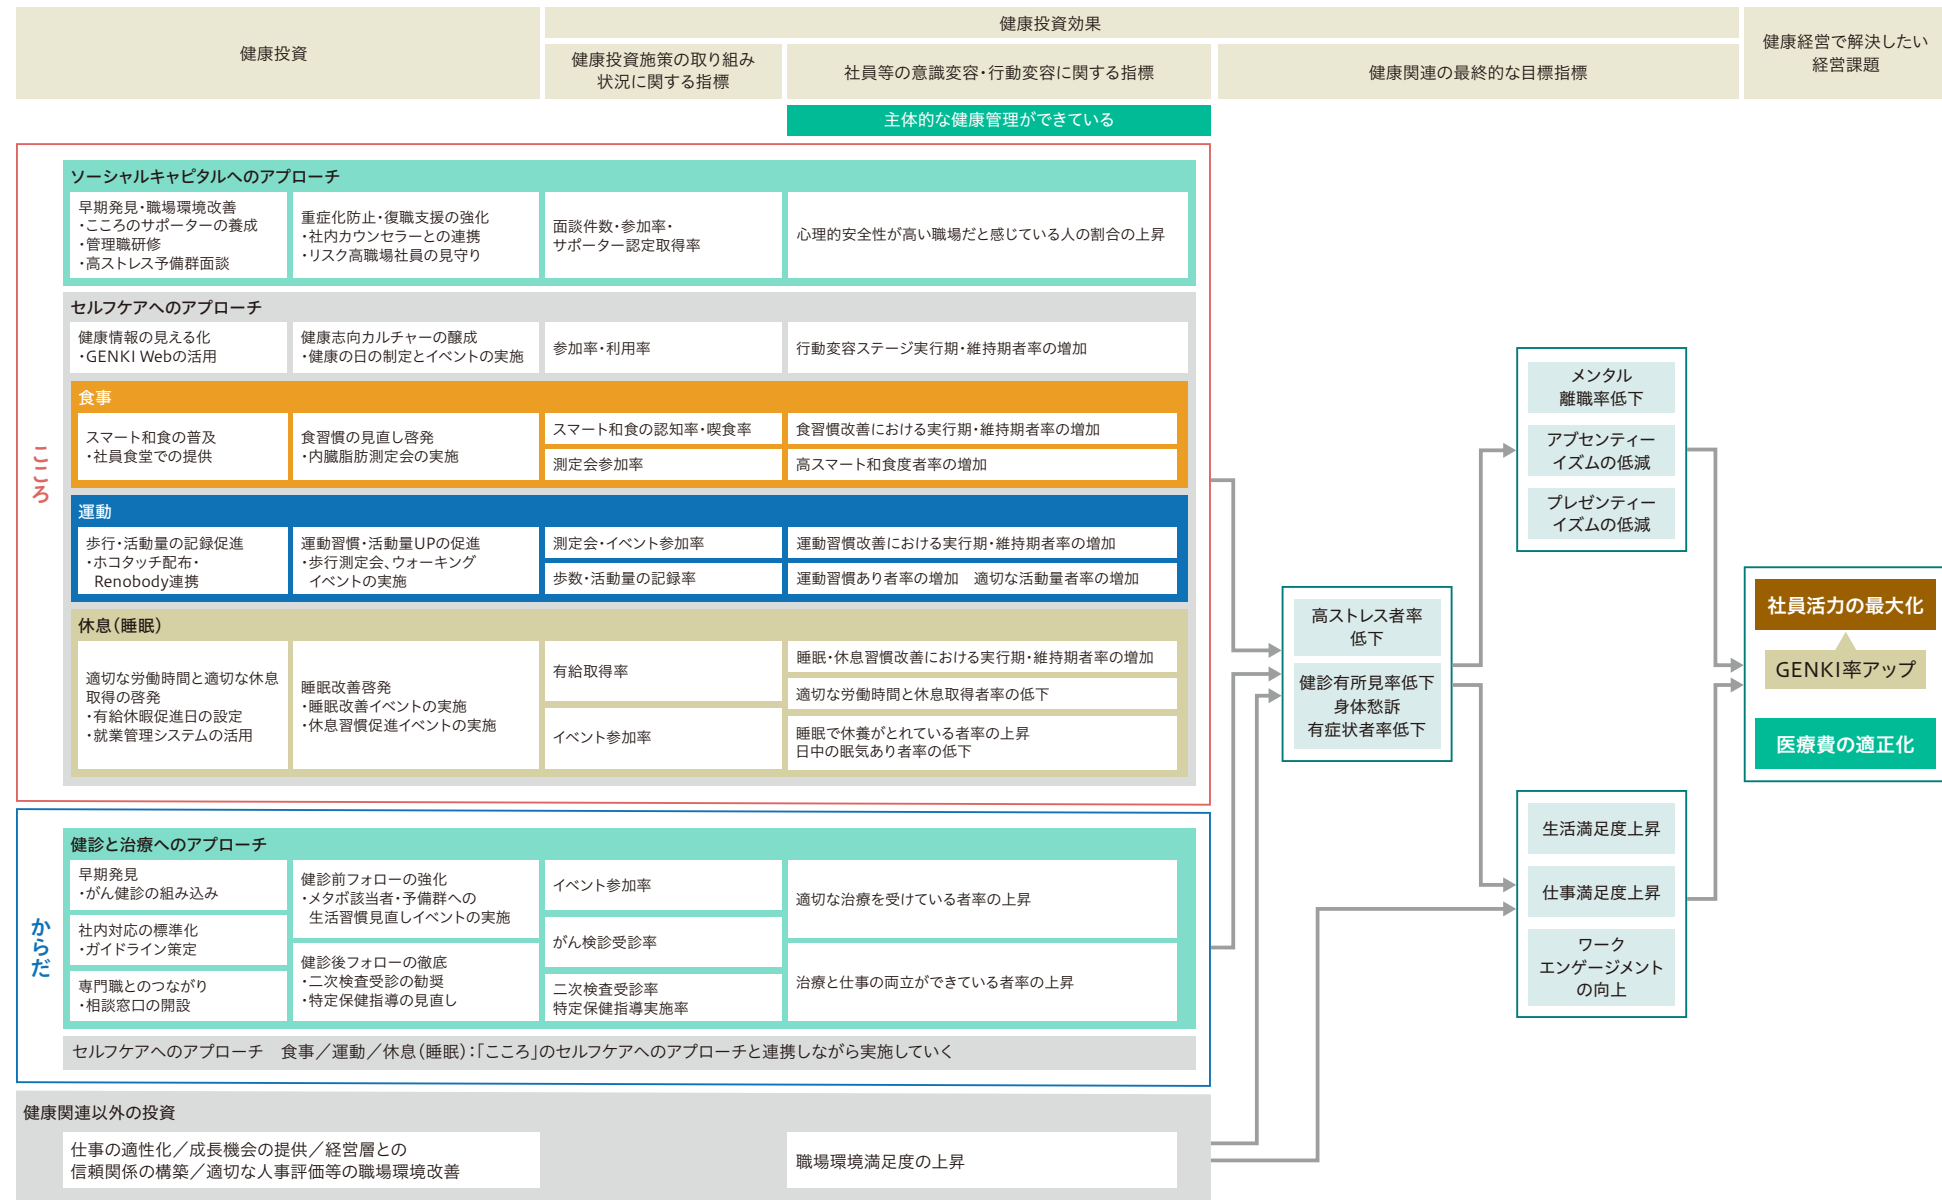 健康投資
健康投資効果
健康投資施策の取り組み
状況に関する指標
社員等の意識変容・行動変容に関する指標
健康関連の最終的な目標指標
健康経営で解決したい
経営課題
主体的な健康管理ができている
こころ
ソーシャルキャピタルへのアプローチ
早期発見・職場環境改善
・こころのサポーターの養成
・管理職研修
・高ストレス予備群面談
重症化防止・復職支援の強化
・社内カウンセラーとの連携
・リスク高職場社員の見守り
面談件数・参加率・
サポーター認定取得率
心理的安全性が高い職場だと感じている人の割合の上昇
セルフケアへのアプローチ
健康情報の見える化
・GENKI Webの活用
健康志向カルチャーの醸成
・健康の日の制定とイベントの実施
参加率・利用率
行動変容ステージ実行期・維持期者率の増加
食事
スマート和食の普及
・社員食堂での提供
食習慣の見直し啓発
・内臓脂肪測定会の実施
スマート和食の認知率・喫食率
測定会参加率
食習慣改善における実行期・維持期者率の増加
高スマート和食度者率の増加
運動
歩行・活動量の記録促進
・ホコタッチ配布・
Renobody連携
運動習慣・活動量UPの促進
・歩行測定会、ウォーキング
イベントの実施
測定会・イベント参加率
歩数・活動量の記録率
運動習慣改善における実行期・維持期者率の増加
運動習慣あり者率の増加　適切な活動量者率の増加
休息(睡眠)
適切な労働時間と適切な休息
取得の啓発
・有給休暇促進日の設定
・就業管理システムの活用
睡眠改善啓発
・睡眠改善イベントの実施
・休息習慣促進イベントの実施
有給取得率
イベント参加率
睡眠・休息習慣改善における実行期・維持期者率の増加
適切な労働時間と休息取得者率の低下
睡眠で休養がとれている者率の上昇
日中の眠気あり者率の低下
からだ
健診と治療へのアプローチ
早期発見
・がん健診の組み込み
社内対応の標準化
・ガイドライン策定
専門職とのつながり
・相談窓口の開設
健診前フォローの強化
・メタボ該当者・予備群への
生活習慣見直しイベントの実施
健診後フォローの徹底
・二次検査受診の勧奨
・特定保健指導の見直し
イベント参加率
がん検診受診率
二次検査受診率
特定保健指導実施率
適切な治療を受けている者率の上昇
治療と仕事の両立ができている者率の上昇
セルフケアへのアプローチ　食事／運動／休息(睡眠)：「こころ」のセルフケアへのアプローチと連携しながら実施していく
健康関連以外の投資
仕事の適性化／成長機会の提供／経営層との
信頼関係の構築／適切な人事評価等の職場環境改善
職場環境満足度の上昇
高ストレス者率
低下
健診有所見率低下
身体愁訴
有症状者率低下
メンタル
離職率低下
アブセンティー
イズムの低減
プレゼンティー
イズムの低減
生活満足度上昇
仕事満足度上昇
ワーク
エンゲージメント
の向上
社員活力の最大化
GENKI率アップ
医療費の適正化